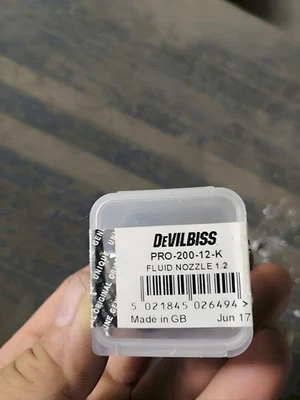 DEVILBISS
PRO-200-12-K
FLUID NOZZLE 1.2
5 021845 026494 >
Made in GB Jun 17